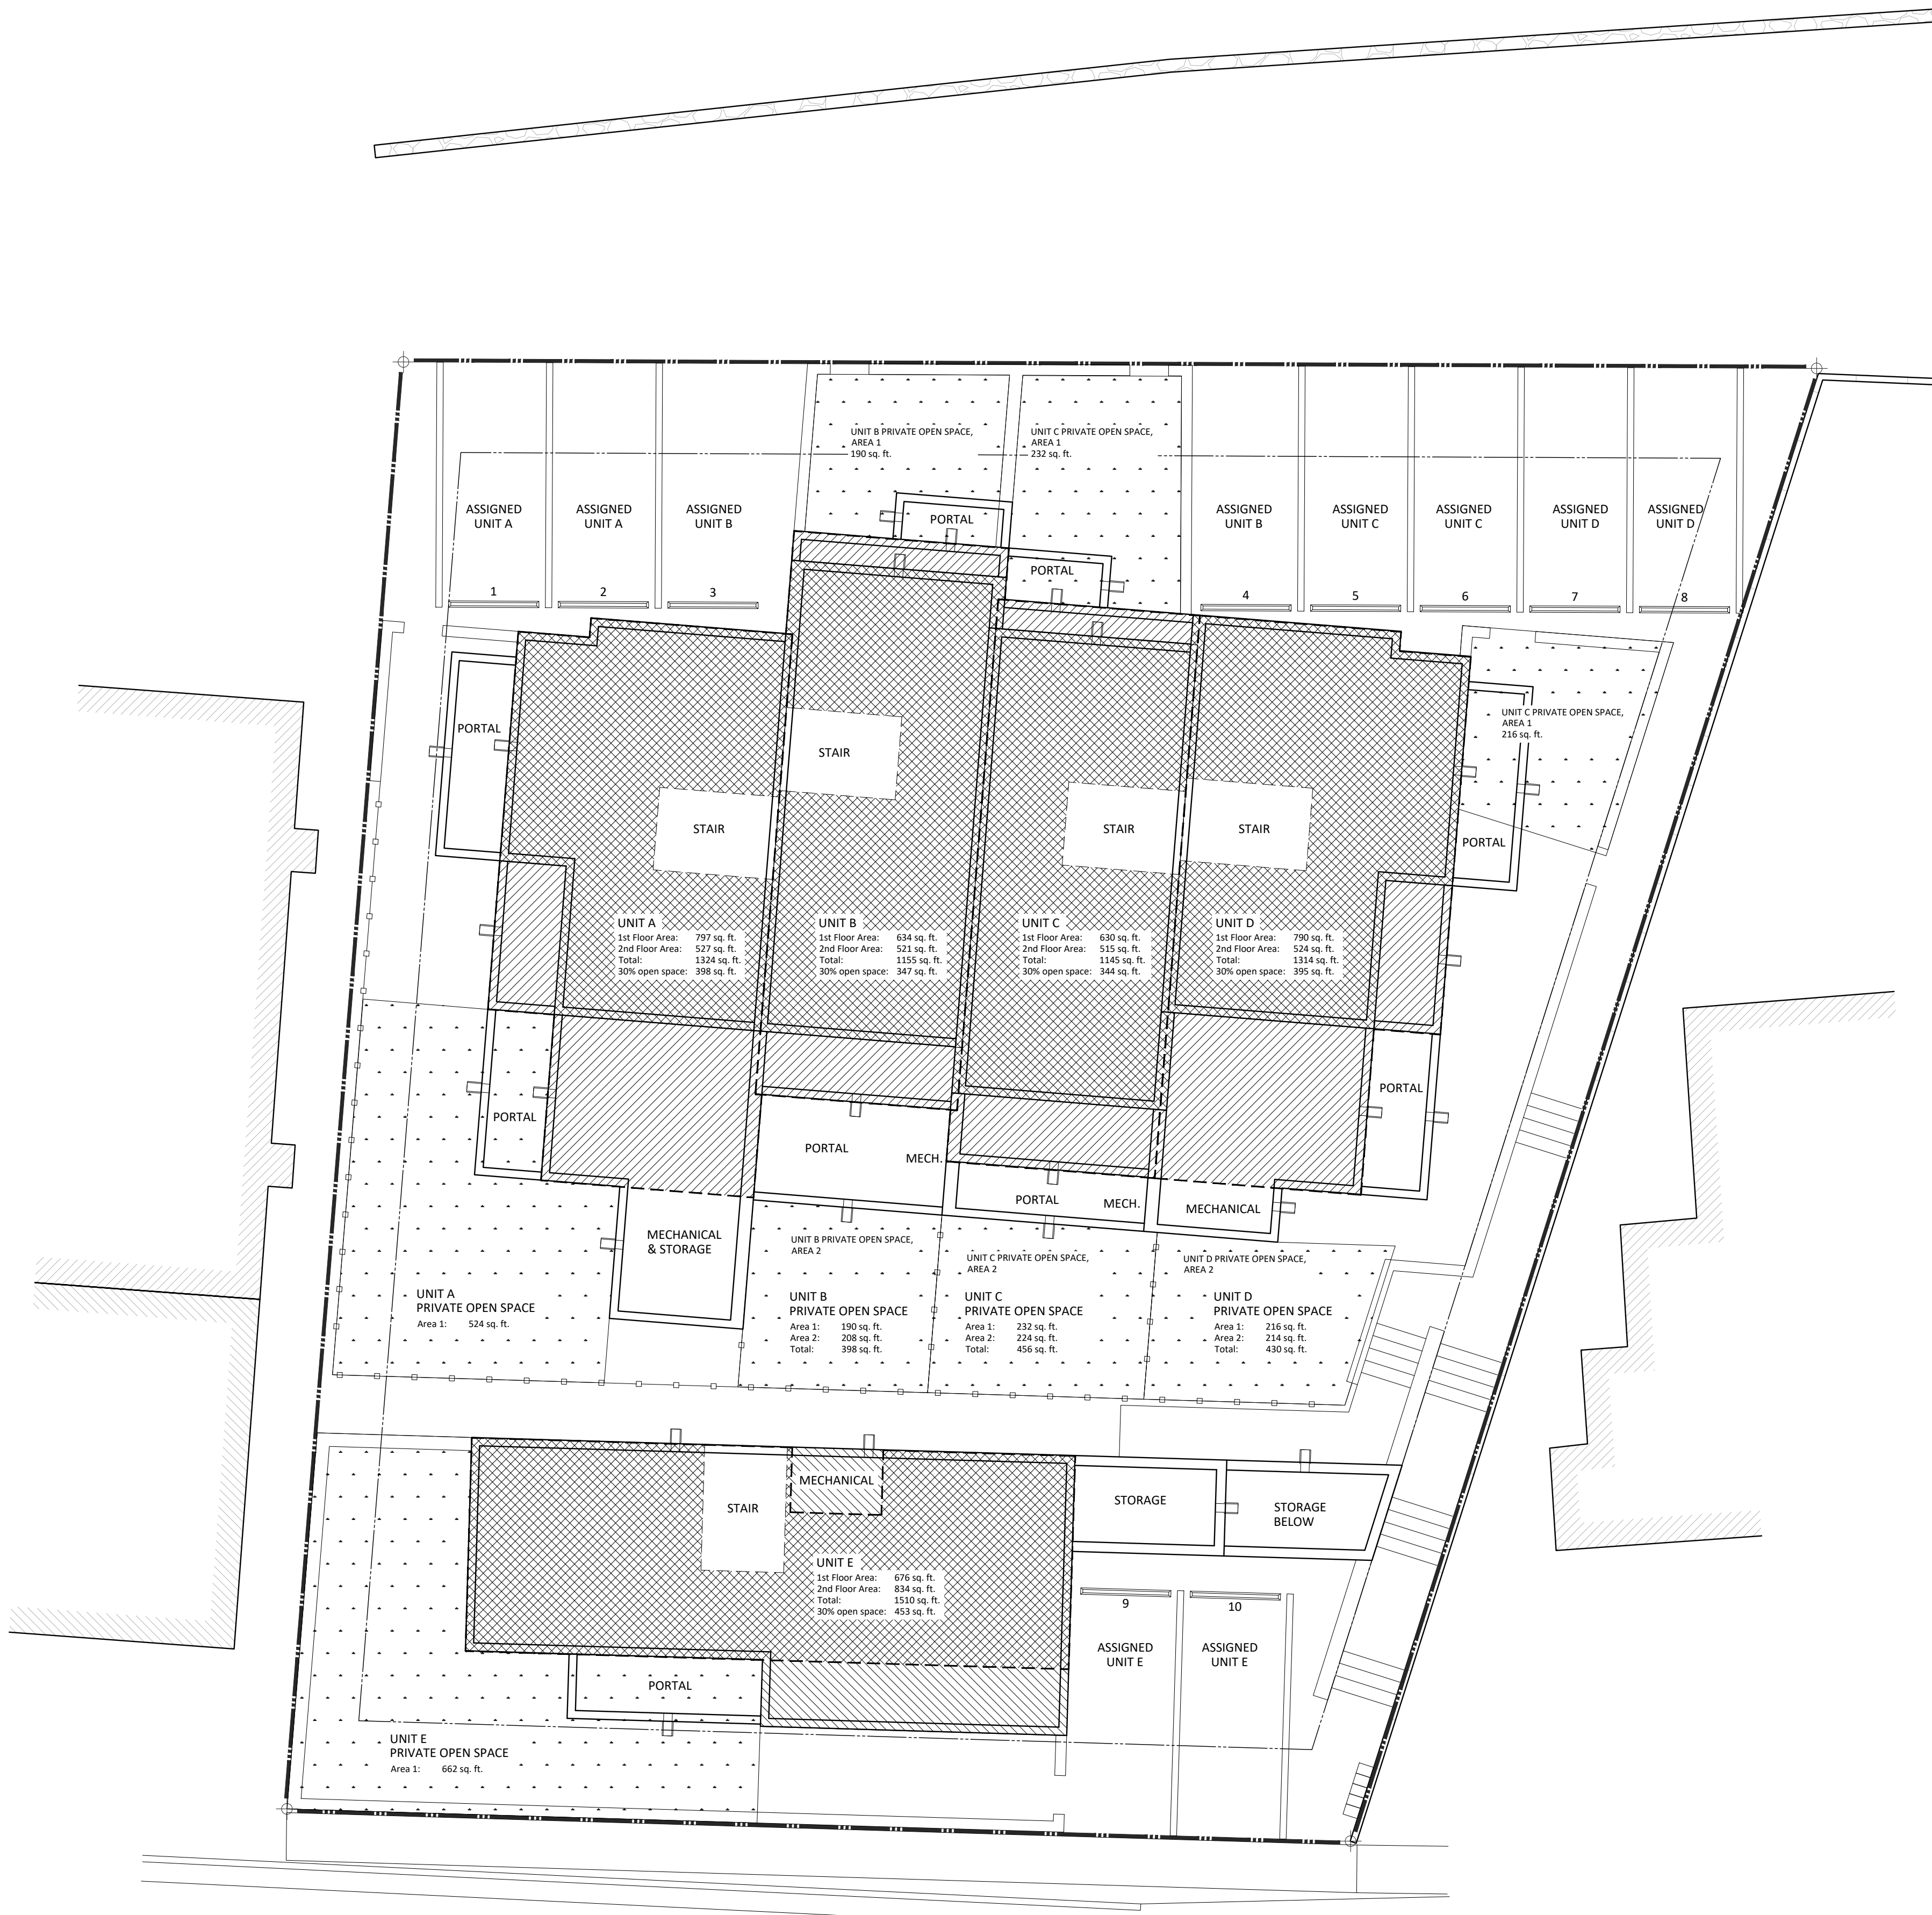 UNIT B PRIVATE OPEN SPACE,
AREA 1
190 sq. ft.
UNIT C PRIVATE OPEN SPACE,
AREA 1
232 sq. ft.
ASSIGNED
UNIT A
ASSIGNED
UNIT A
ASSIGNED
UNIT B
ASSIGNED
UNIT B
ASSIGNED
UNIT C
ASSIGNED
UNIT C
ASSIGNED
UNIT D
ASSIGNED
UNIT D
PORTAL
PORTAL
1
2
3
4
5
6
7
8
PORTAL
UNIT C PRIVATE OPEN SPACE,
AREA 1
216 sq. ft.
STAIR
STAIR
STAIR
STAIR
PORTAL
UNIT A
1st Floor Area: 797 sq. ft.
2nd Floor Area: 527 sq. ft.
Total: 1324 sq. ft.
30% open space: 398 sq. ft.
UNIT B
1st Floor Area: 634 sq. ft.
2nd Floor Area: 521 sq. ft.
Total: 1155 sq. ft.
30% open space: 347 sq. ft.
UNIT C
1st Floor Area: 630 sq. ft.
2nd Floor Area: 515 sq. ft.
Total: 1145 sq. ft.
30% open space: 344 sq. ft.
UNIT D
1st Floor Area: 790 sq. ft.
2nd Floor Area: 524 sq. ft.
Total: 1314 sq. ft.
30% open space: 395 sq. ft.
PORTAL
PORTAL
PORTAL
MECH.
PORTAL
MECH.
MECHANICAL
MECHANICAL
& STORAGE
UNIT B PRIVATE OPEN SPACE,
AREA 2
UNIT C PRIVATE OPEN SPACE,
AREA 2
UNIT D PRIVATE OPEN SPACE,
AREA 2
UNIT A
PRIVATE OPEN SPACE
Area 1: 524 sq. ft.
UNIT B
PRIVATE OPEN SPACE
Area 1: 190 sq. ft.
Area 2: 208 sq. ft.
Total: 398 sq. ft.
UNIT C
PRIVATE OPEN SPACE
Area 1: 232 sq. ft.
Area 2: 224 sq. ft.
Total: 456 sq. ft.
UNIT D
PRIVATE OPEN SPACE
Area 1: 216 sq. ft.
Area 2: 214 sq. ft.
Total: 430 sq. ft.
MECHANICAL
STAIR
STORAGE
STORAGE
BELOW
UNIT E
1st Floor Area: 676 sq. ft.
2nd Floor Area: 834 sq. ft.
Total: 1510 sq. ft.
30% open space: 453 sq. ft.
9
10
ASSIGNED
UNIT E
ASSIGNED
UNIT E
PORTAL
UNIT E
PRIVATE OPEN SPACE
Area 1: 662 sq. ft.